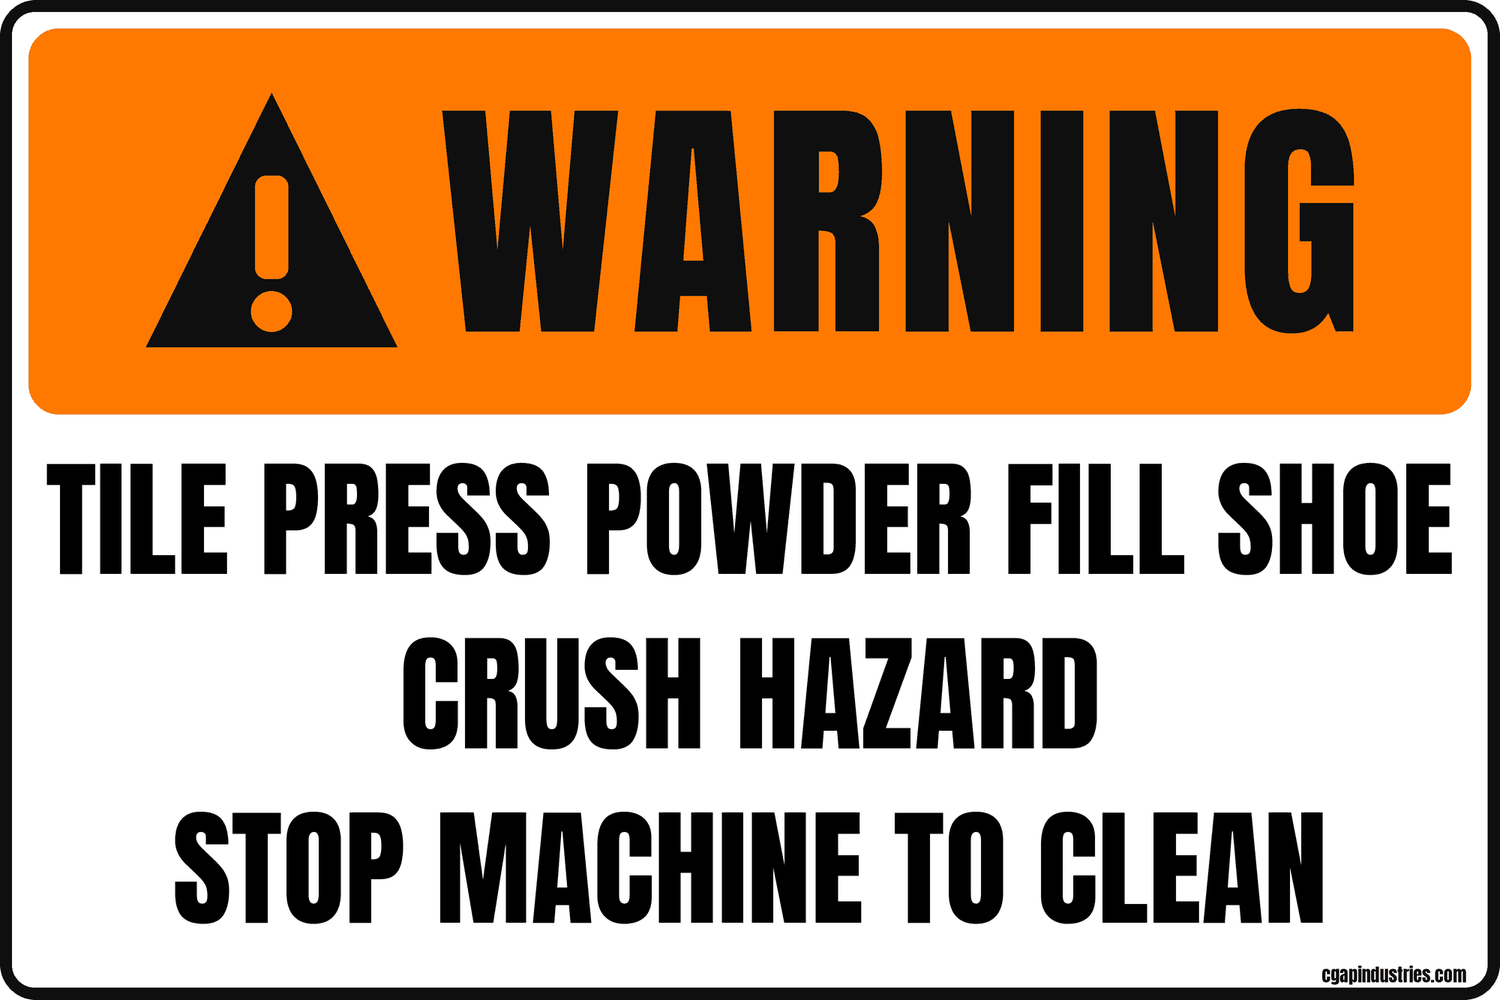 WARNING
TILE PRESS POWDER FILL SHOE
CRUSH HAZARD
STOP MACHINE TO CLEAN
cgapindustries.com